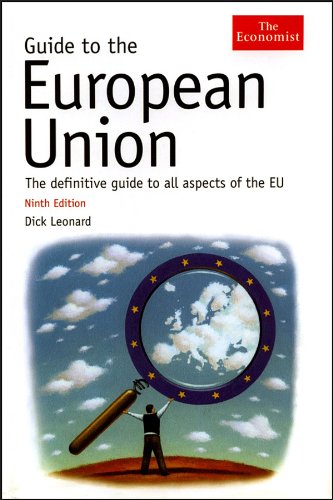 The
Economist
Guide to the
European
Union
The definitive guide to all aspects of the EU
Ninth Edition
Dick Leonard